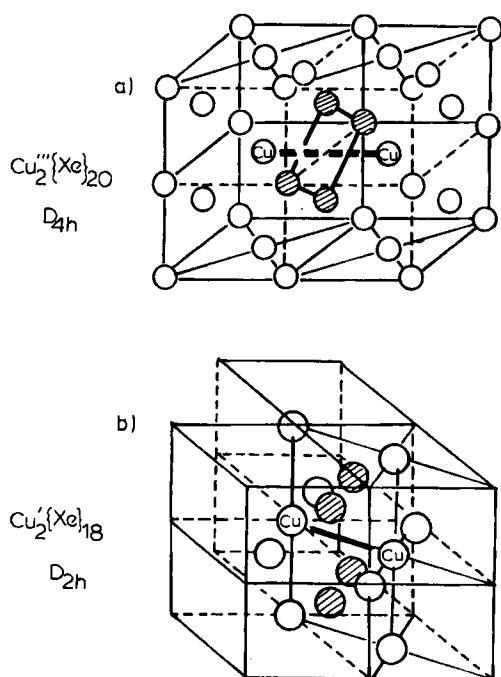 a)
Cu₂'''{Xe}₂₀
D₄ₕ
Cu Cu
b)
Cu₂'{Xe}₁₈
D₂ₕ
Cu
Cu